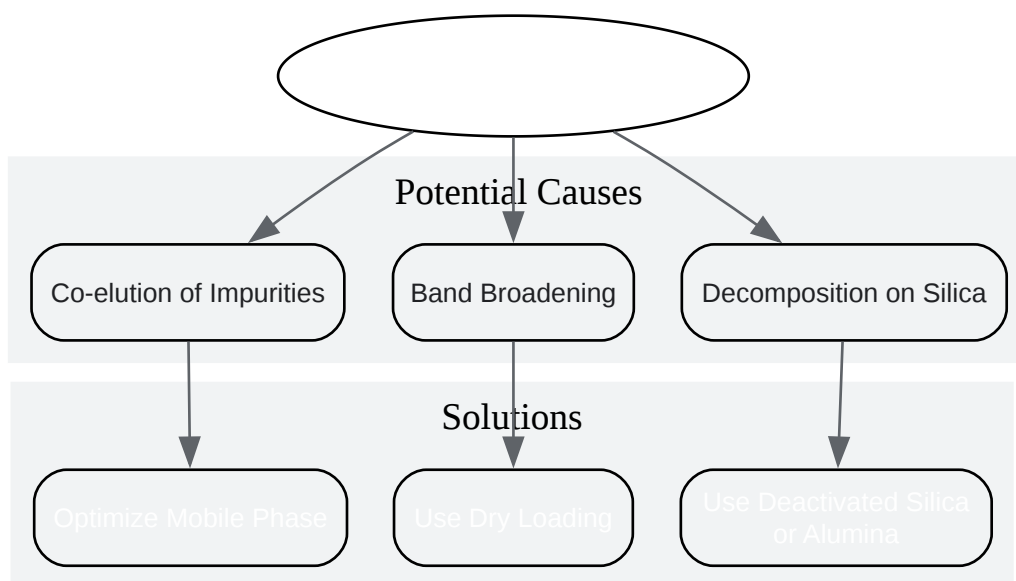 Potential Causes
Co-elution of Impurities
Band Broadening
Decomposition on Silica
Solutions
Optimize Mobile Phase
Use Dry Loading
Use Deactivated Silica
or Alumina